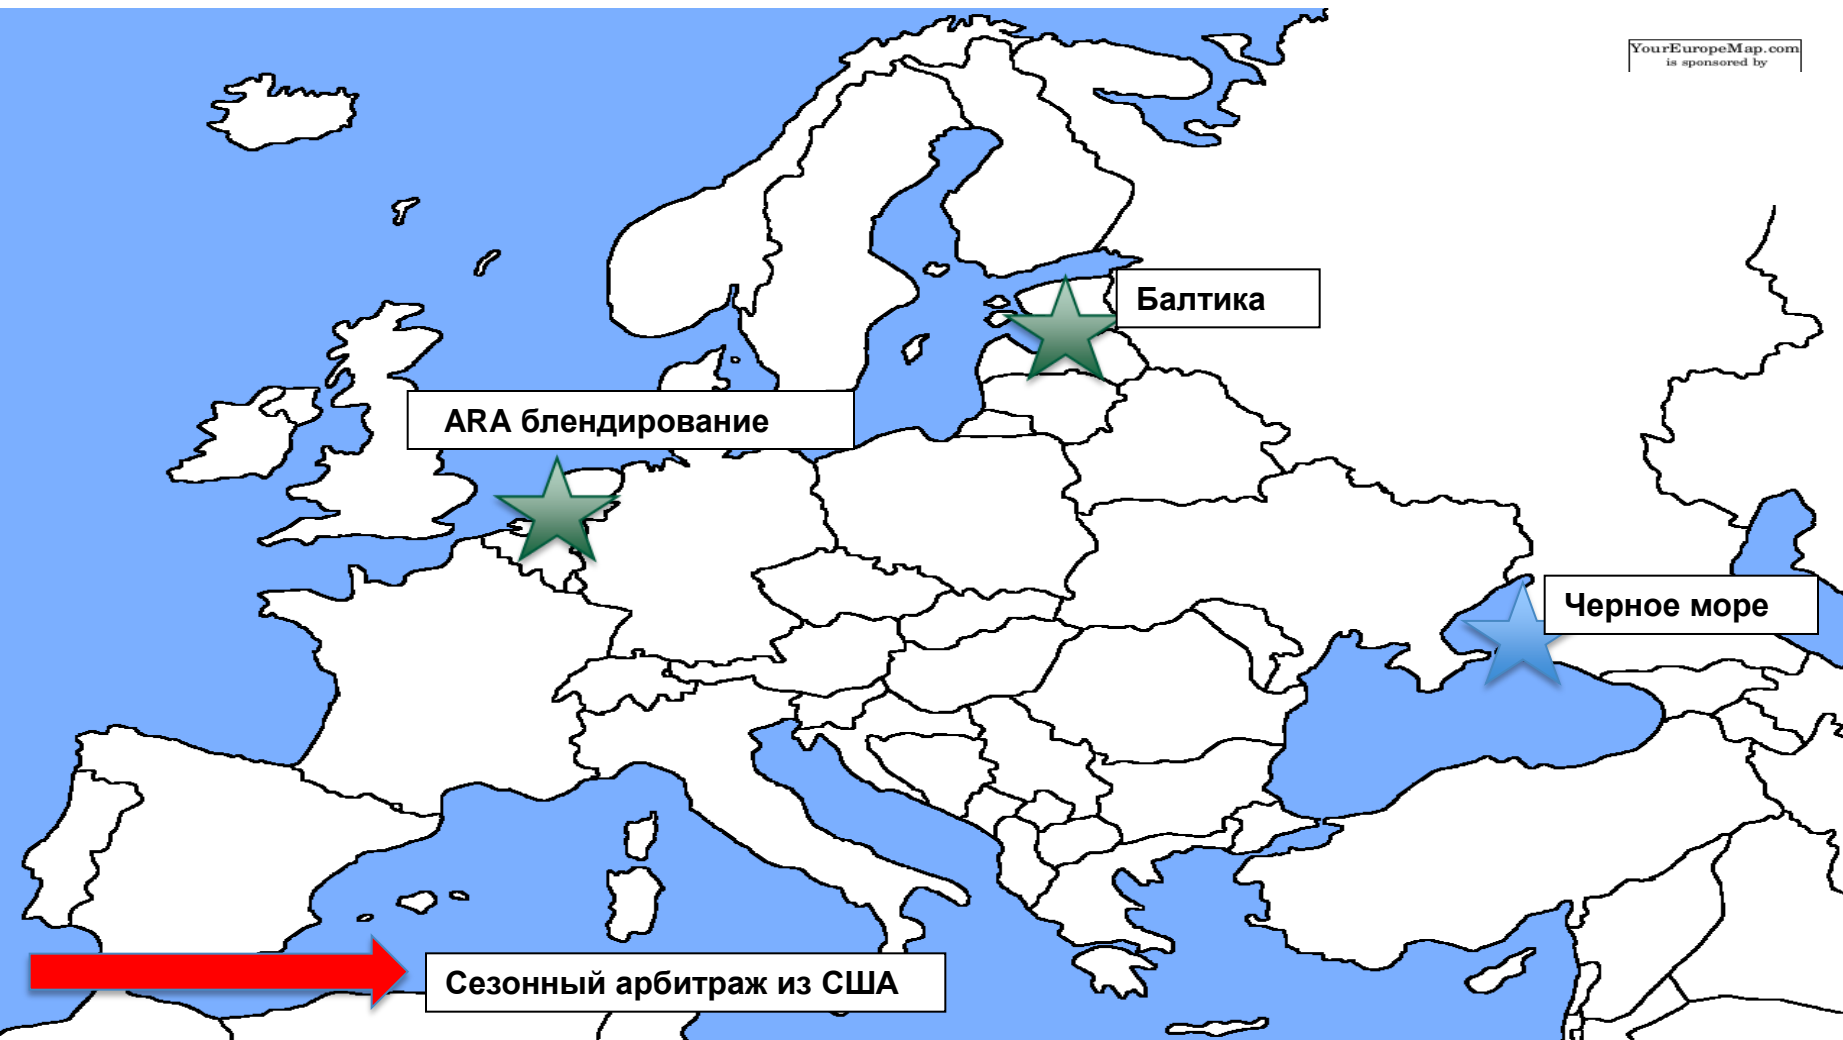 YourEuropeMap.com
is sponsored by
Балтика
ARA блендирование
Черное море
Сезонный арбитраж из США